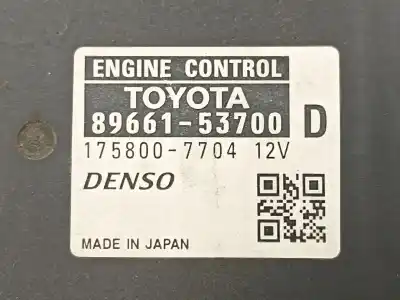 ENGINE CONTROL
TOYOTA
89661-53700 D
175800-7704 12V
DENSO
MADE IN JAPAN